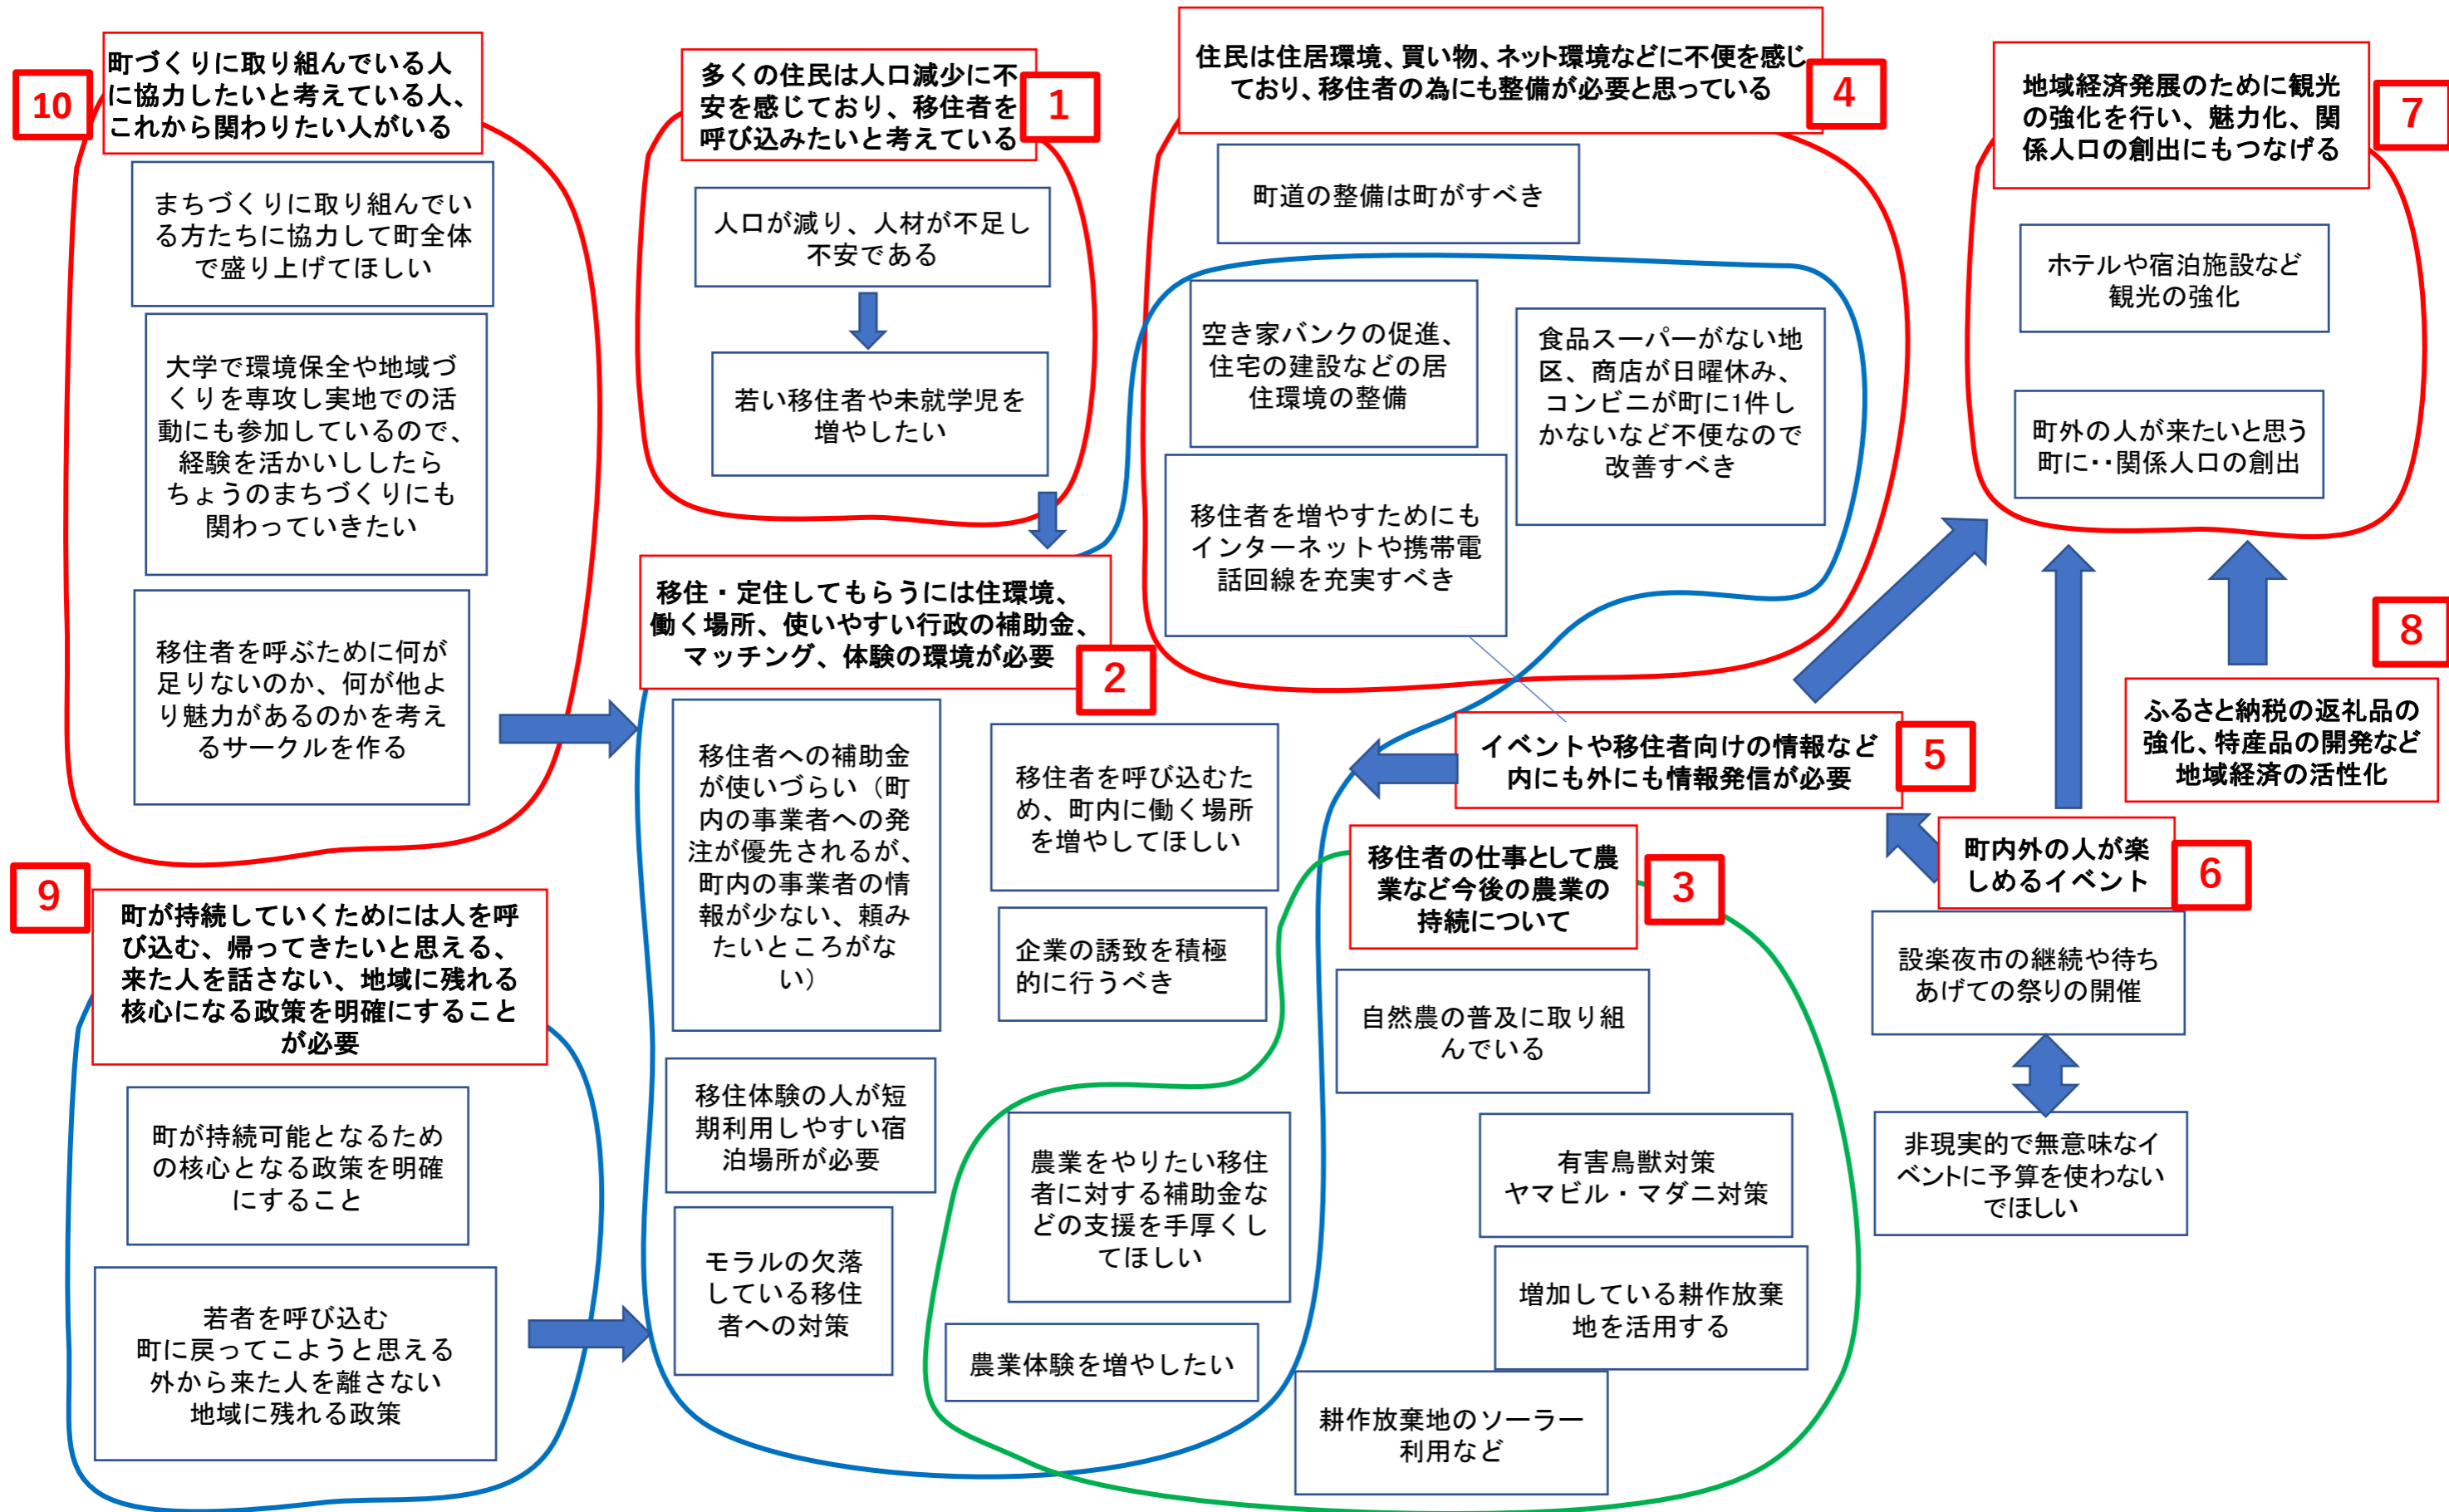 10
町づくりに取り組んでいる人
に協力したいと考えている人、
これから関わりたい人がいる
まちづくりに取り組んでい
る方たちに協力して町全体
で盛り上げてほしい
大学で環境保全や地域づ
くりを専攻し実地での活
動にも参加しているので、
経験を活かいししたら
ちょうのまちづくりにも
関わっていきたい
移住者を呼ぶために何が
足りないのか、何が他よ
り魅力があるのかを考え
るサークルを作る
1
多くの住民は人口減少に不
安を感じており、移住者を
呼び込みたいと考えている
人口が減り、人材が不足し
不安である
若い移住者や未就学児を
増やしたい
4
住民は住居環境、買い物、ネット環境などに不便を感じ
ており、移住者の為にも整備が必要と思っている
町道の整備は町がすべき
空き家バンクの促進、
住宅の建設などの居
住環境の整備
食品スーパーがない地
区、商店が日曜休み、
コンビニが町に1件し
かないなど不便なので
改善すべき
移住者を増やすためにも
インターネットや携帯電
話回線を充実すべき
7
地域経済発展のために観光
の強化を行い、魅力化、関
係人口の創出にもつなげる
ホテルや宿泊施設など
観光の強化
町外の人が来たいと思う
町に・・関係人口の創出
8
ふるさと納税の返礼品の
強化、特産品の開発など
地域経済の活性化
2
移住・定住してもらうには住環境、
働く場所、使いやすい行政の補助金、
マッチング、体験の環境が必要
移住者への補助金
が使いづらい（町
内の事業者への発
注が優先されるが、
町内の事業者の情
報が少ない、頼み
たいところがな
い）
移住者を呼び込むた
め、町内に働く場所
を増やしてほしい
企業の誘致を積極
的に行うべき
移住体験の人が短
期利用しやすい宿
泊場所が必要
モラルの欠落
している移住
者への対策
5
イベントや移住者向けの情報など
内にも外にも情報発信が必要
3
移住者の仕事として農
業など今後の農業の
持続について
自然農の普及に取り組
んでいる
農業をやりたい移住
者に対する補助金な
どの支援を手厚くし
てほしい
有害鳥獣対策
ヤマビル・マダニ対策
増加している耕作放棄
地を活用する
農業体験を増やしたい
耕作放棄地のソーラー
利用など
6
町内外の人が楽
しめるイベント
設楽夜市の継続や待ち
あげての祭りの開催
非現実的で無意味なイ
ベントに予算を使わない
でほしい
9
町が持続していくためには人を呼
び込む、帰ってきたいと思える、
来た人を話さない、地域に残れる
核心になる政策を明確にすること
が必要
町が持続可能となるため
の核心となる政策を明確
にすること
若者を呼び込む
町に戻ってこようと思える
外から来た人を離さない
地域に残れる政策